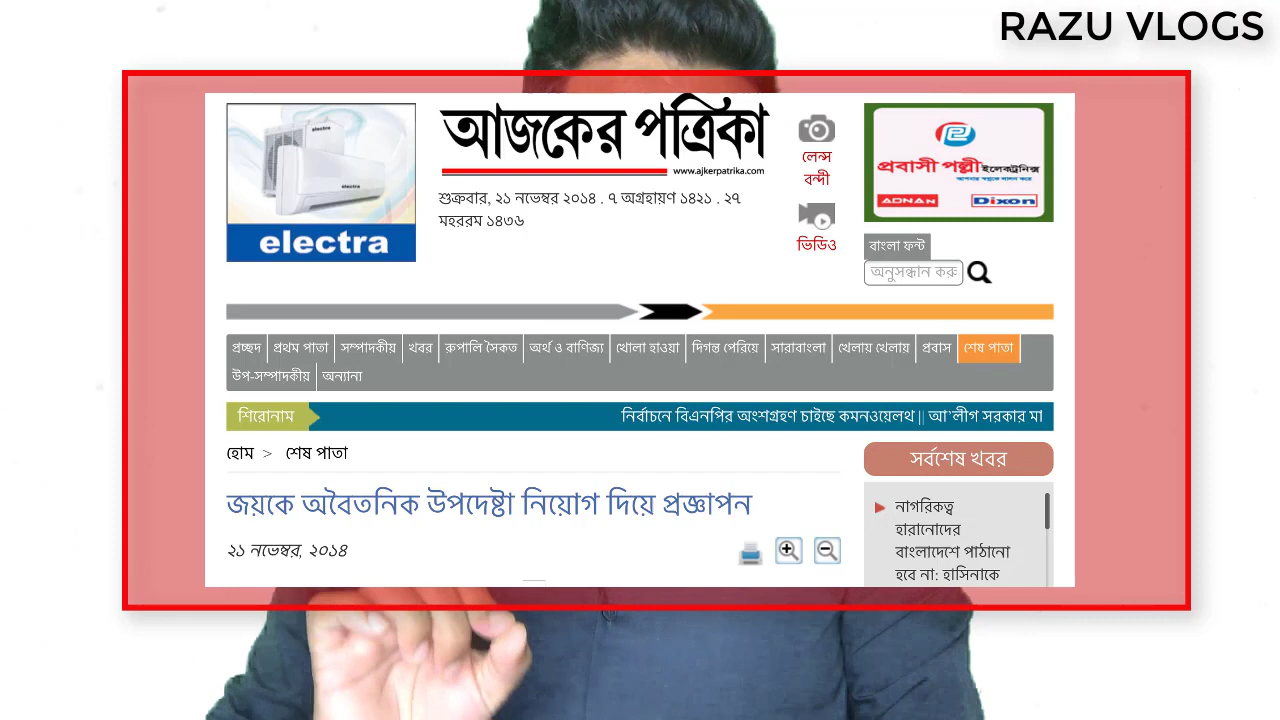 RAZU VLOGS
electra
electra
electra
আজকের পত্রিকা
www.ajkerpatrika.com
শুক্রবার, ২১ নভেম্বর ২০১৪ . ৭ অগ্রহায়ণ ১৪২১ . ২৭
মহররম ১৪৩৬
লেন্স
বন্দী
ভিডিও
প্রবাসী পল্লী ইলেকট্রনিক্স
ADNAN
Dixon
বাংলা ফন্ট
অনুসন্ধান করু
প্রচ্ছদ প্রথম পাতা সম্পাদকীয় খবর রুপালি সৈকত অর্থ ও বাণিজ্য খোলা হাওয়া দিগন্ত পেরিয়ে সারাবাংলা খেলায় খেলায় প্রবাস শেষ পাতা
উপ-সম্পাদকীয় অন্যান্য
শিরোনাম নির্বাচনে বিএনপির অংশগ্রহণ চাইছে কমনওয়েলথ || আ'লীগ সরকার মা
হোম > শেষ পাতা
জয়কে অবৈতনিক উপদেষ্টা নিয়োগ দিয়ে প্রজ্ঞাপন
২১ নভেম্বর, ২০১৪
সর্বশেষ খবর
নাগরিকত্ব
হারানোদের
বাংলাদেশে পাঠানো
হবে না: হাসিনাকে